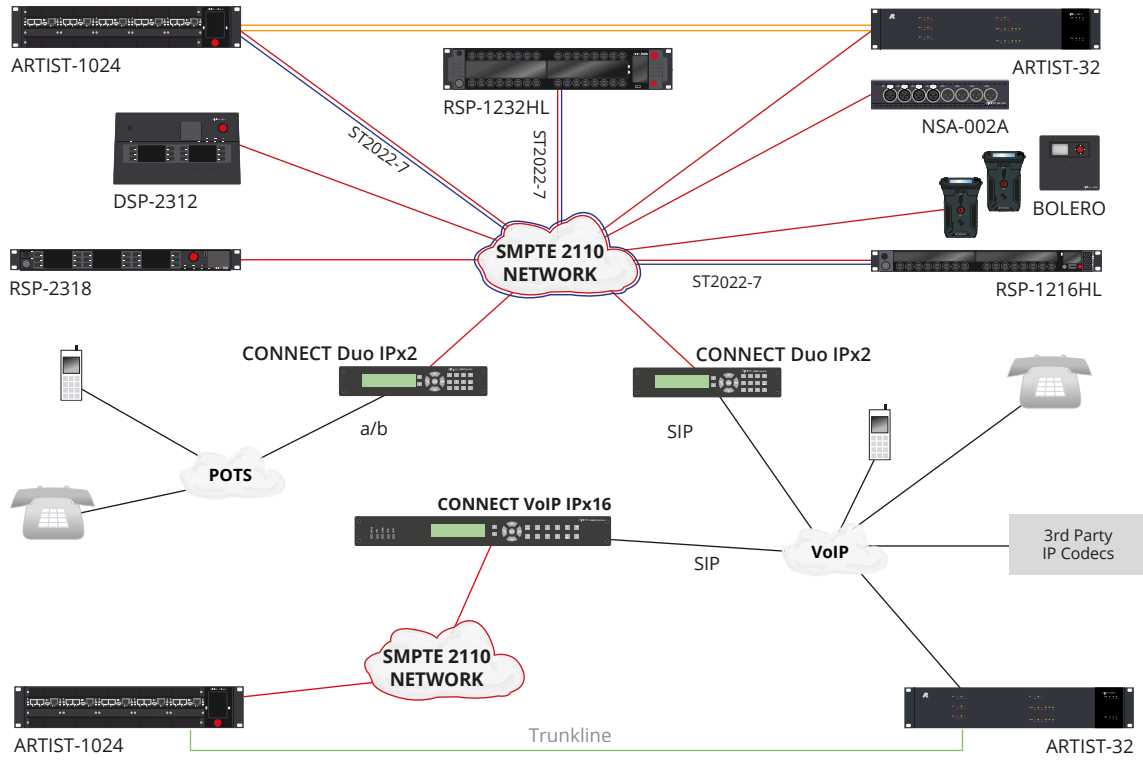 ARTIST-1024
RSP-1232HL
ARTIST-32
NSA-002A
ST2022-7
ST2022-7
DSP-2312
BOLERO
SMPTE 2110
NETWORK
RSP-2318
ST2022-7
RSP-1216HL
CONNECT Duo IPx2
CONNECT Duo IPx2
a/b
SIP
POTS
CONNECT VoIP IPx16
SIP
VoIP
3rd Party
IP Codecs
SMPTE 2110
NETWORK
ARTIST-1024
Trunkline
ARTIST-32